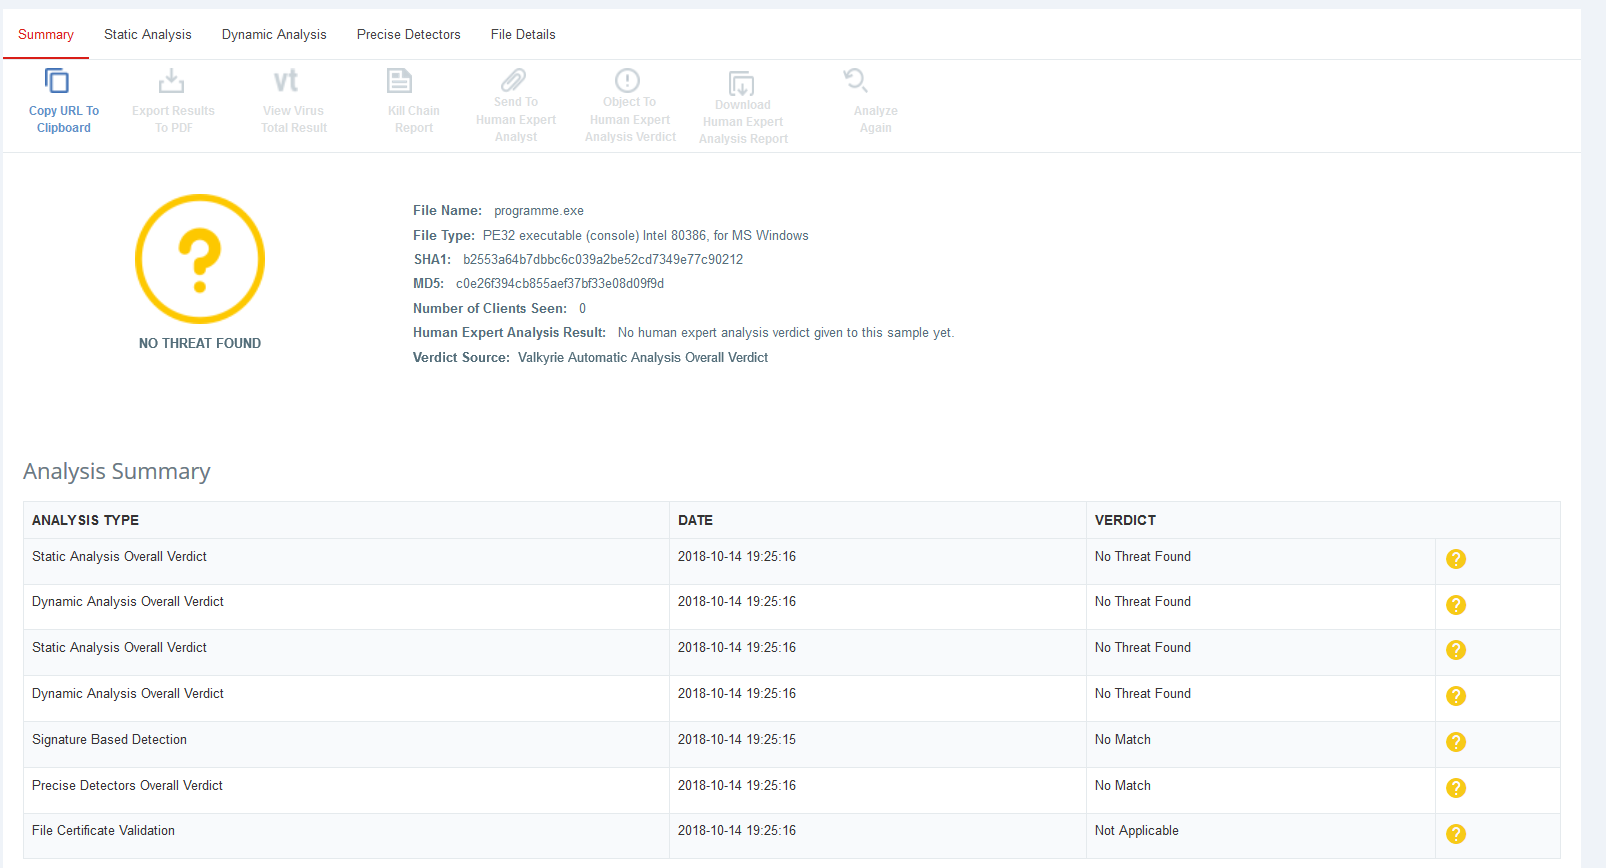 Summary Static Analysis Dynamic Analysis Precise Detectors File Details
Copy URL To Clipboard
Export Results To PDF
vt
View Virus Total Result
Kill Chain Report
Send To Human Expert Analyst
Object To Human Expert Analysis Verdict
Download Human Expert Analysis Report
Analyze Again
?
NO THREAT FOUND
File Name: programme.exe
File Type: PE32 executable (console) Intel 80386, for MS Windows
SHA1: b2553a64b7dbbc6c039a2be52cd7349e77c90212
MD5: c0e26f394cb855aef37bf33e08d09f9d
Number of Clients Seen: 0
Human Expert Analysis Result: No human expert analysis verdict given to this sample yet.
Verdict Source: Valkyrie Automatic Analysis Overall Verdict
Analysis Summary
ANALYSIS TYPE DATE VERDICT
Static Analysis Overall Verdict 2018-10-14 19:25:16 No Threat Found ?
Dynamic Analysis Overall Verdict 2018-10-14 19:25:16 No Threat Found ?
Static Analysis Overall Verdict 2018-10-14 19:25:16 No Threat Found ?
Dynamic Analysis Overall Verdict 2018-10-14 19:25:16 No Threat Found ?
Signature Based Detection 2018-10-14 19:25:15 No Match ?
Precise Detectors Overall Verdict 2018-10-14 19:25:16 No Match ?
File Certificate Validation 2018-10-14 19:25:16 Not Applicable ?